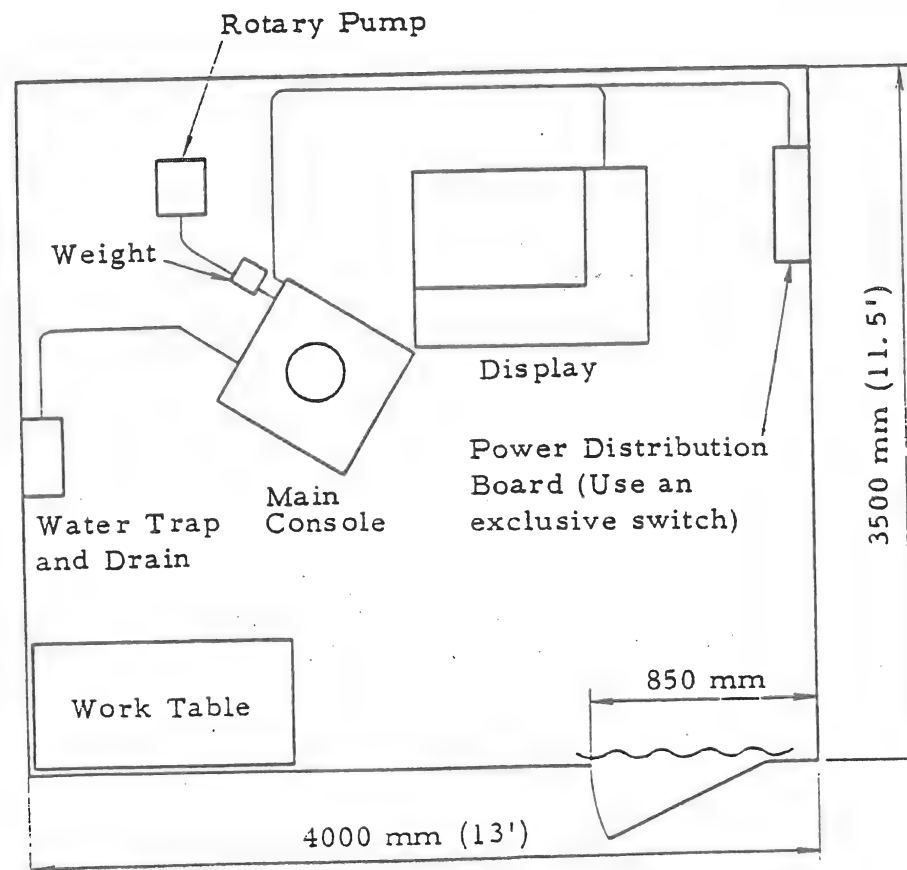 Rotary Pump
Weight
Display
3500 mm (11. 5')
Power Distribution
Board (Use an
exclusive switch)
Main
Console
Water Trap
and Drain
850 mm
Work Table
4000 mm (13')